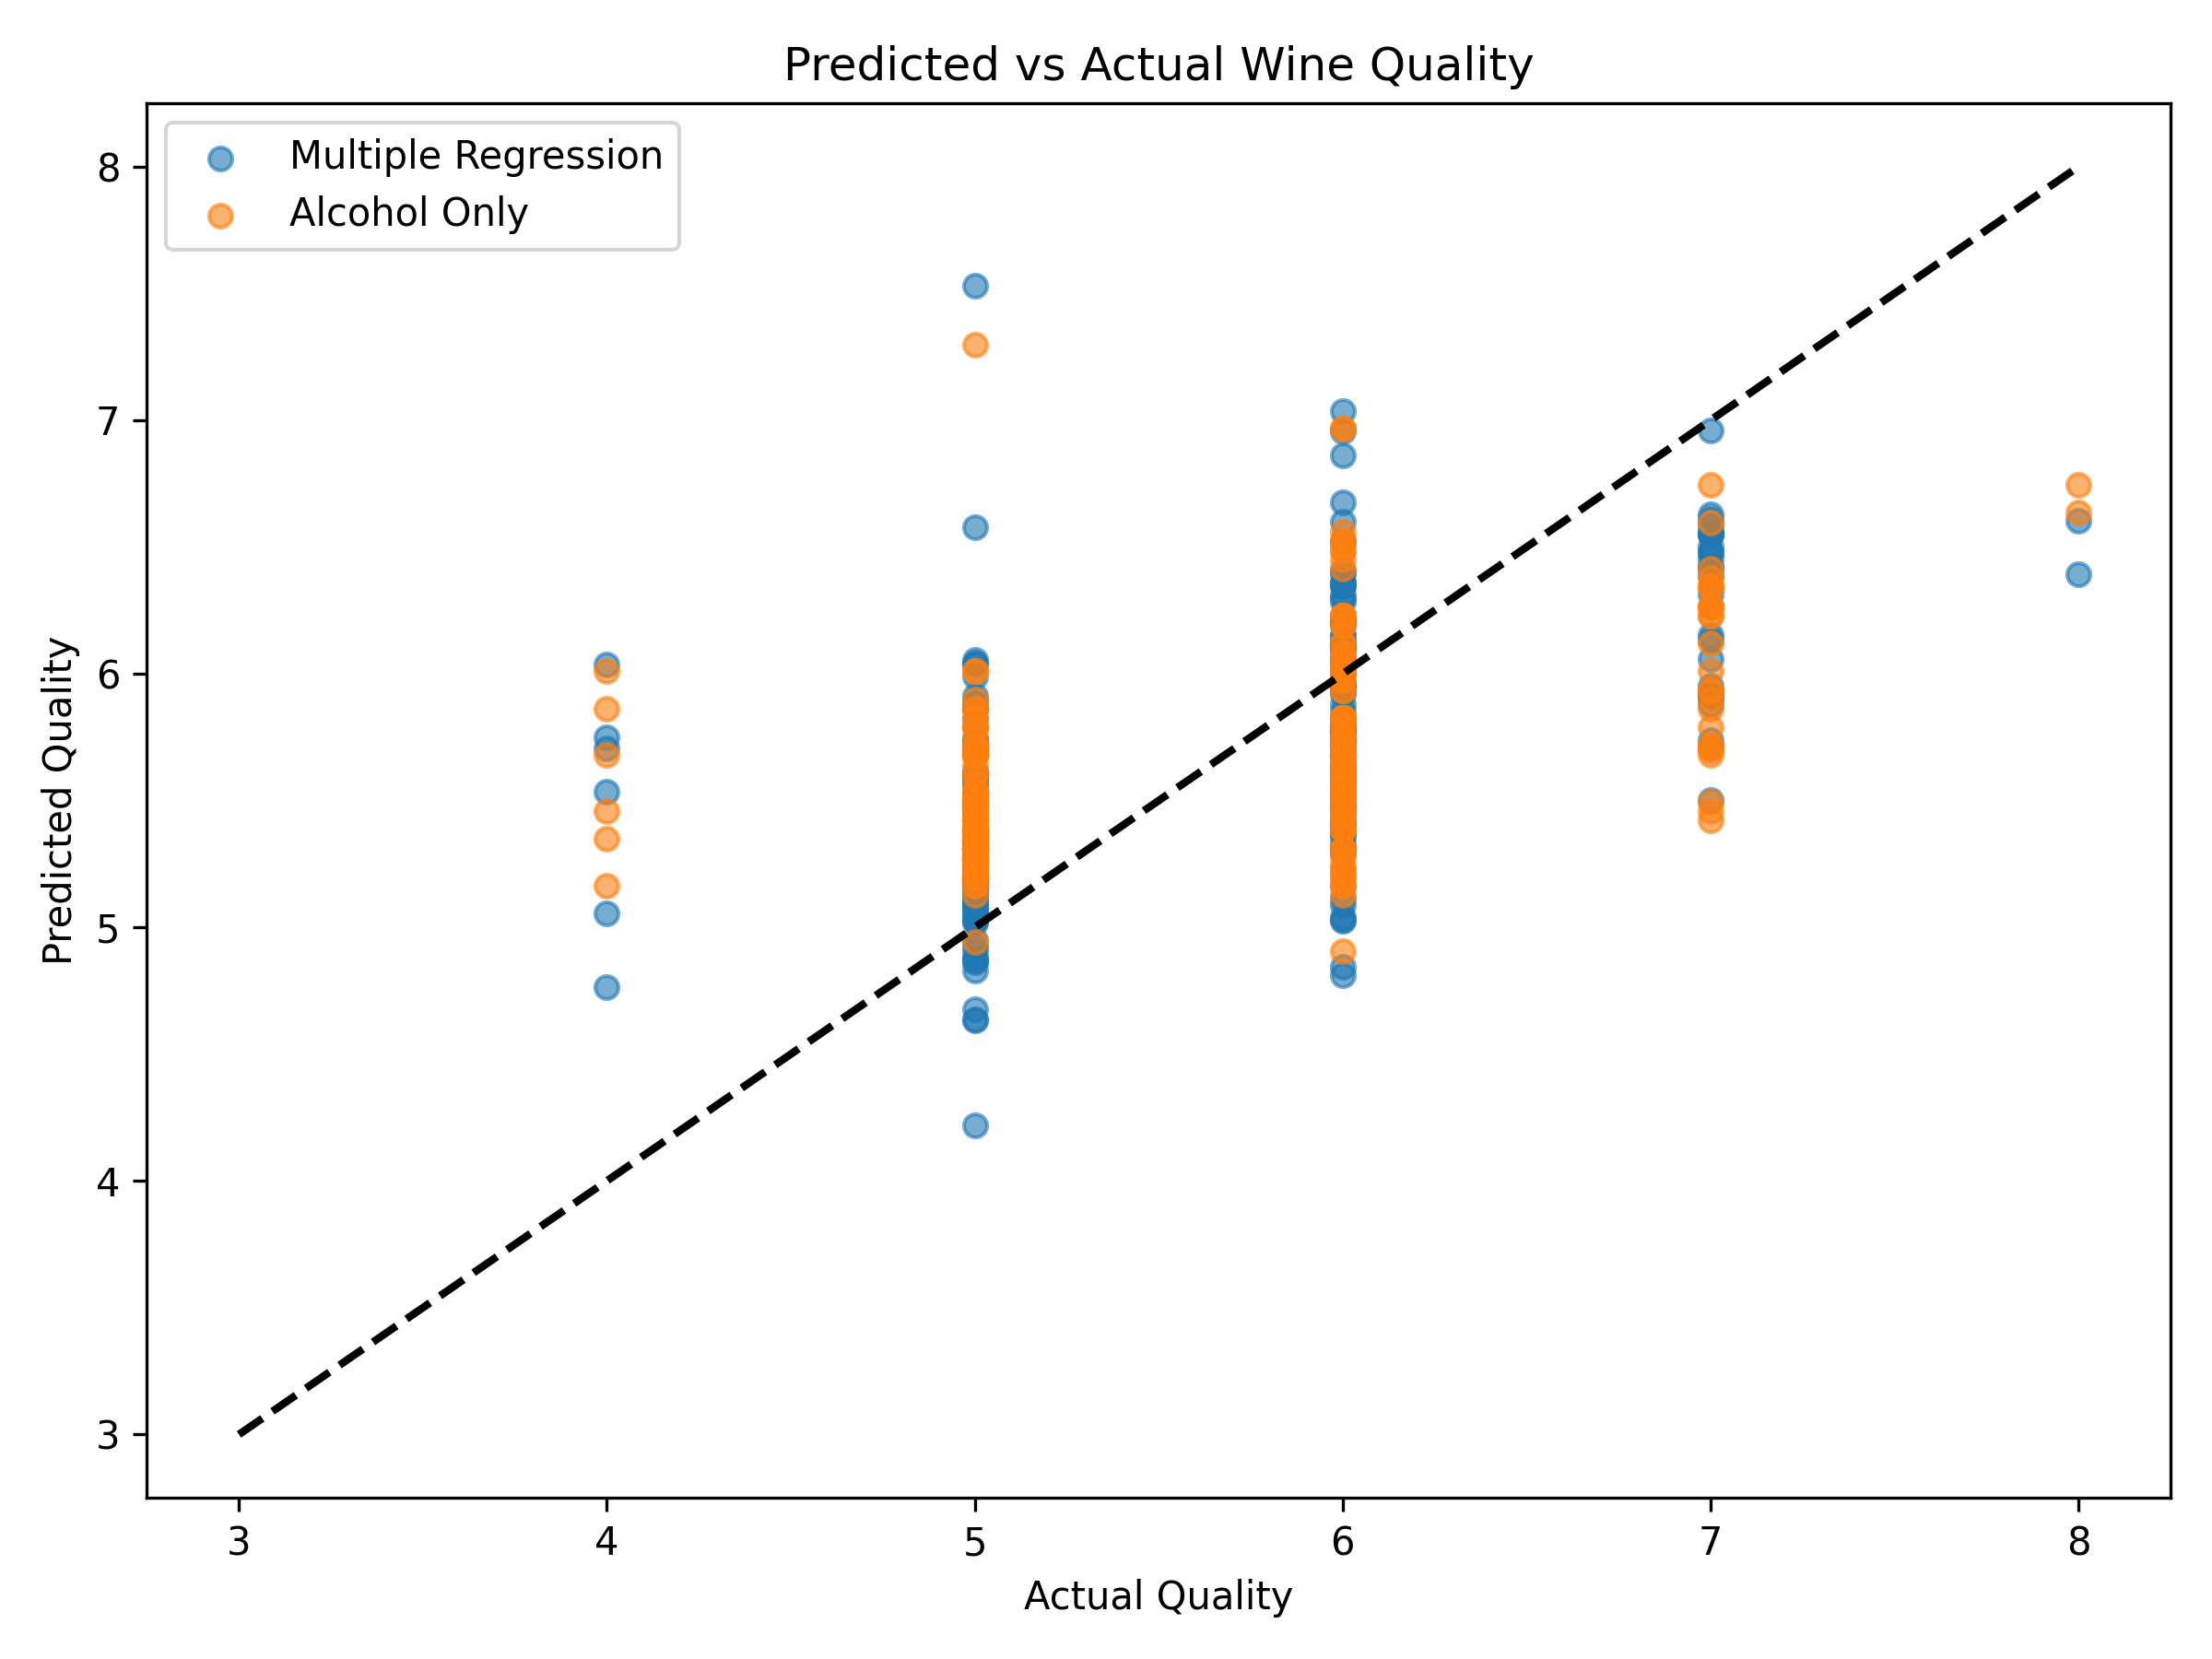 Predicted vs Actual Wine Quality
Multiple Regression
Alcohol Only
8
7
6
5
4
3
Predicted Quality
3 4 5 6 7 8
Actual Quality